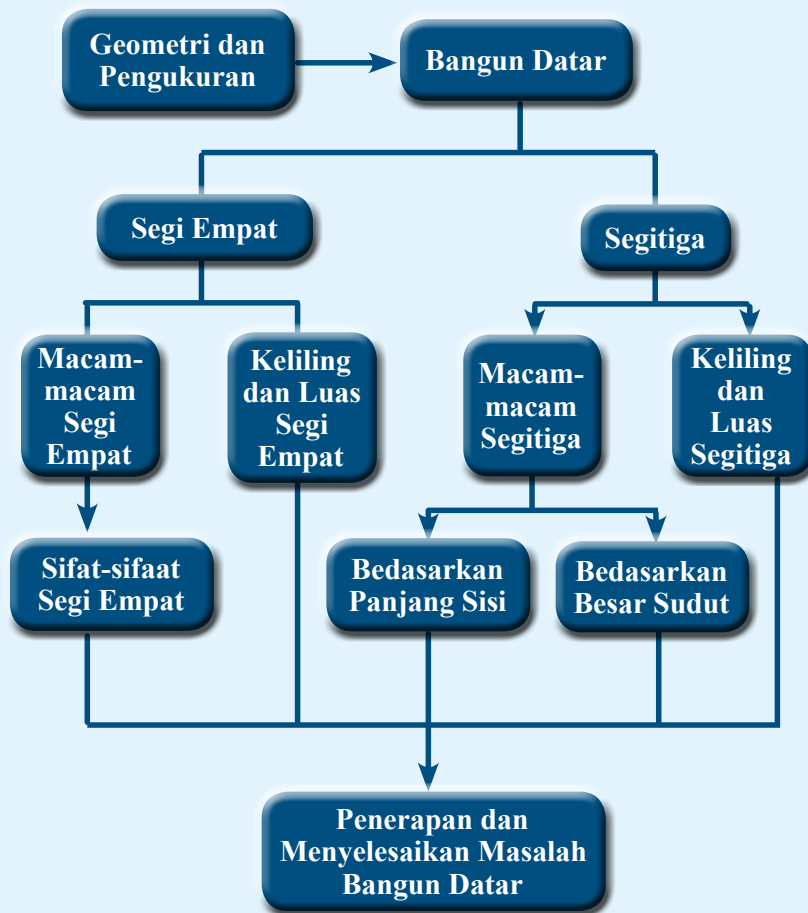 Geometri dan
Pengukuran
Bangun Datar
Segi Empat
Segitiga
Macam-
macam
Segi
Empat
Keliling
dan Luas
Segi
Empat
Macam-
macam
Segitiga
Keliling
dan
Luas
Segitiga
Sifat-sifaat
Segi Empat
Bedasarkan
Panjang Sisi
Bedasarkan
Besar Sudut
Penerapan dan
Menyelesaikan Masalah
Bangun Datar